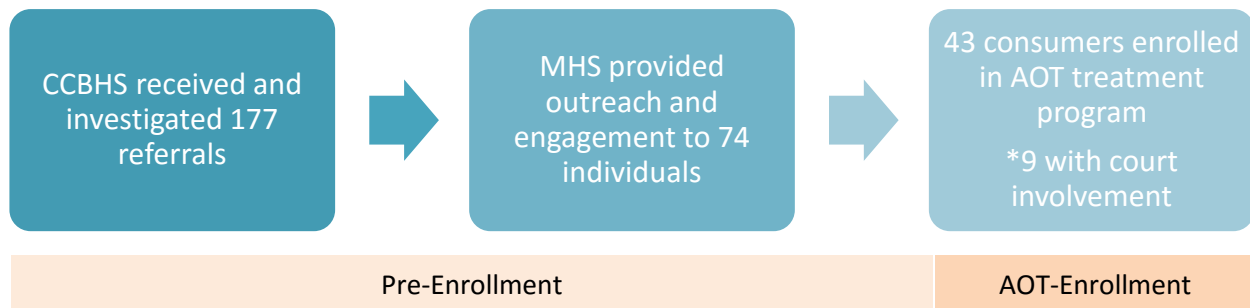 CCBHS received and
investigated 177
referrals
MHS provided
outreach and
engagement to 74
individuals
43 consumers enrolled
in AOT treatment
program
*9 with court
involvement
Pre-Enrollment
AOT-Enrollment